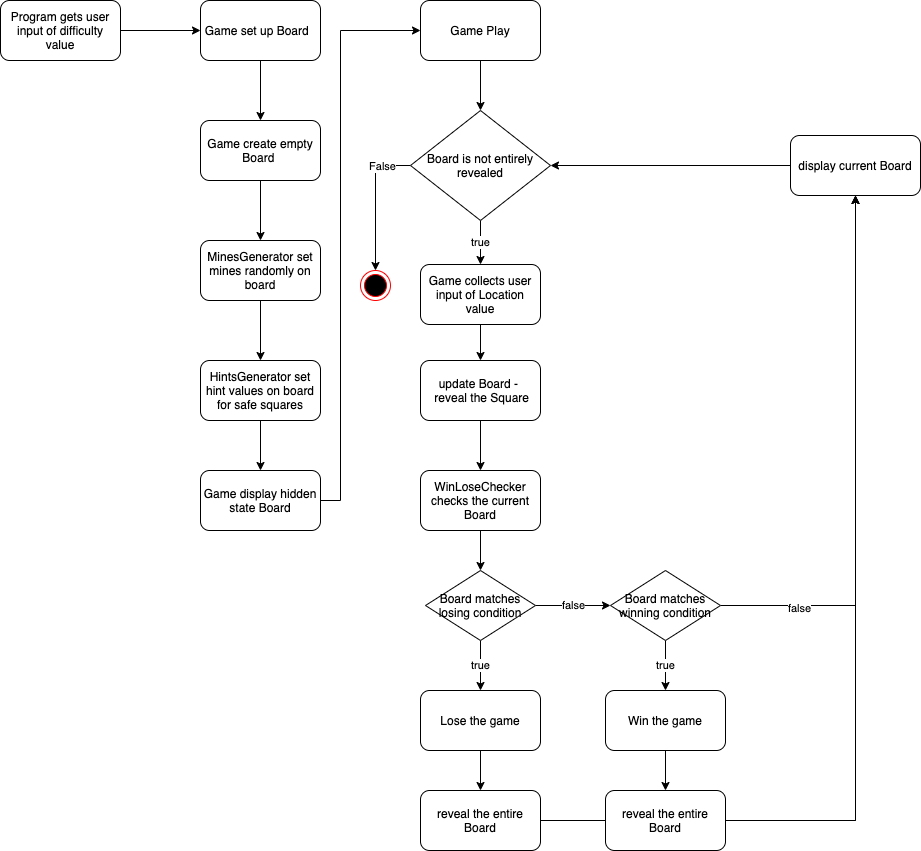 Program gets user
input of difficulty
value
Game set up Board
Game create empty
Board
MinesGenerator set
mines randomly on
board
HintsGenerator set
hint values on board
for safe squares
Game display hidden
state Board
Game Play
Board is not entirely
revealed
False
true
display current Board
Game collects user
input of Location
value
update Board -
reveal the Square
WinLoseChecker
checks the current
Board
Board matches
losing condition
false
Board matches
winning condition
false
true
true
Lose the game
Win the game
reveal the entire
Board
reveal the entire
Board